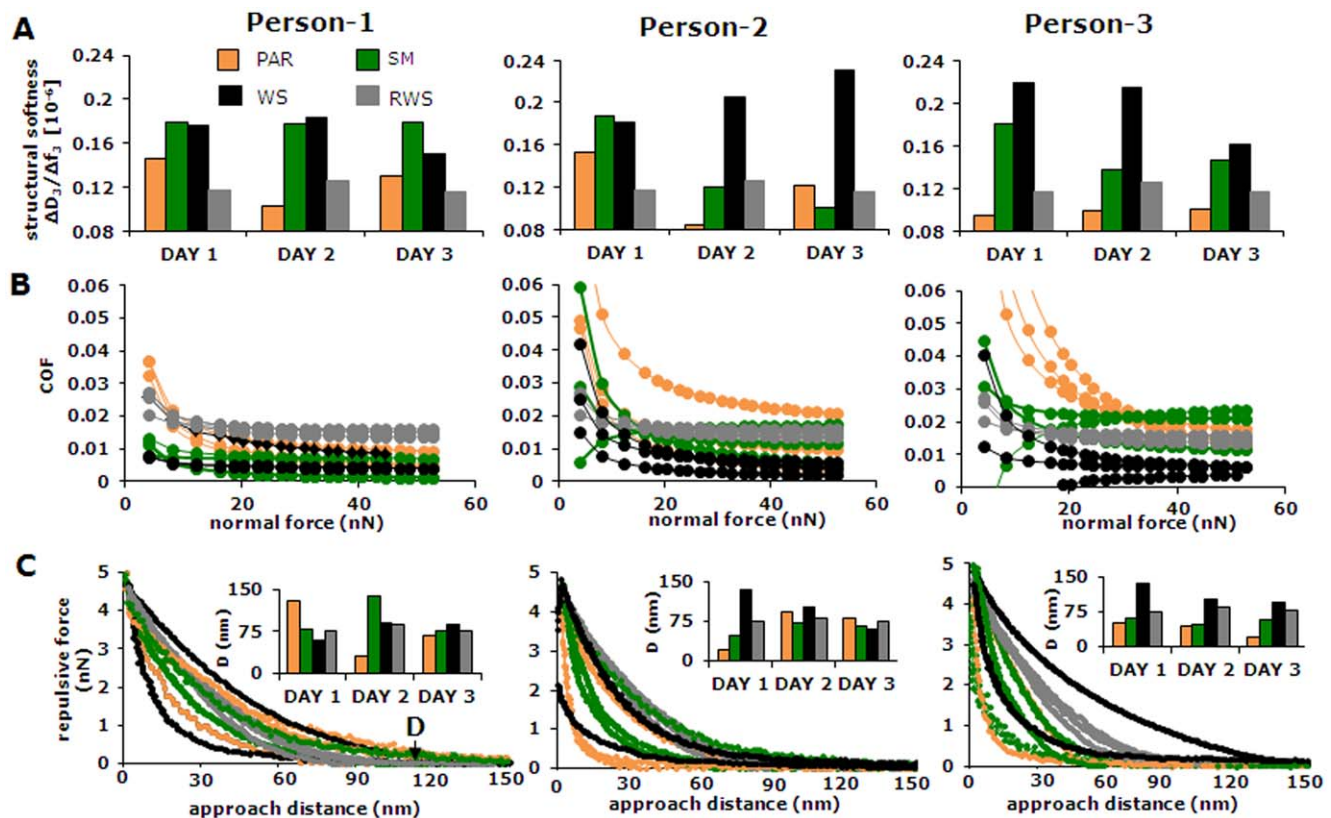 A
Person-1
Person-2
Person-3
structural softness
ΔD3/Δf3 [10⁻⁶]
0.24
0.2
0.16
0.12
0.08
PAR
SM
WS
RWS
DAY 1
DAY 2
DAY 3
0.24
0.2
0.16
0.12
0.08
DAY 1
DAY 2
DAY 3
0.24
0.2
0.16
0.12
0.08
DAY 1
DAY 2
DAY 3
B
COF
0.06
0.05
0.04
0.03
0.02
0.01
0
0
20
40
60
normal force (nN)
0.06
0.05
0.04
0.03
0.02
0.01
0
0
20
40
60
normal force (nN)
0.06
0.05
0.04
0.03
0.02
0.01
0
0
20
40
60
normal force (nN)
C
repulsive force
(nN)
5
4
3
2
1
0
0
30
60
90
120
150
approach distance (nm)
D (nm)
150
75
0
DAY 1
DAY 2
DAY 3
D
5
4
3
2
1
0
0
30
60
90
120
150
approach distance (nm)
D (nm)
150
75
0
DAY 1
DAY 2
DAY 3
5
4
3
2
1
0
0
30
60
90
120
150
approach distance (nm)
D (nm)
150
75
0
DAY 1
DAY 2
DAY 3